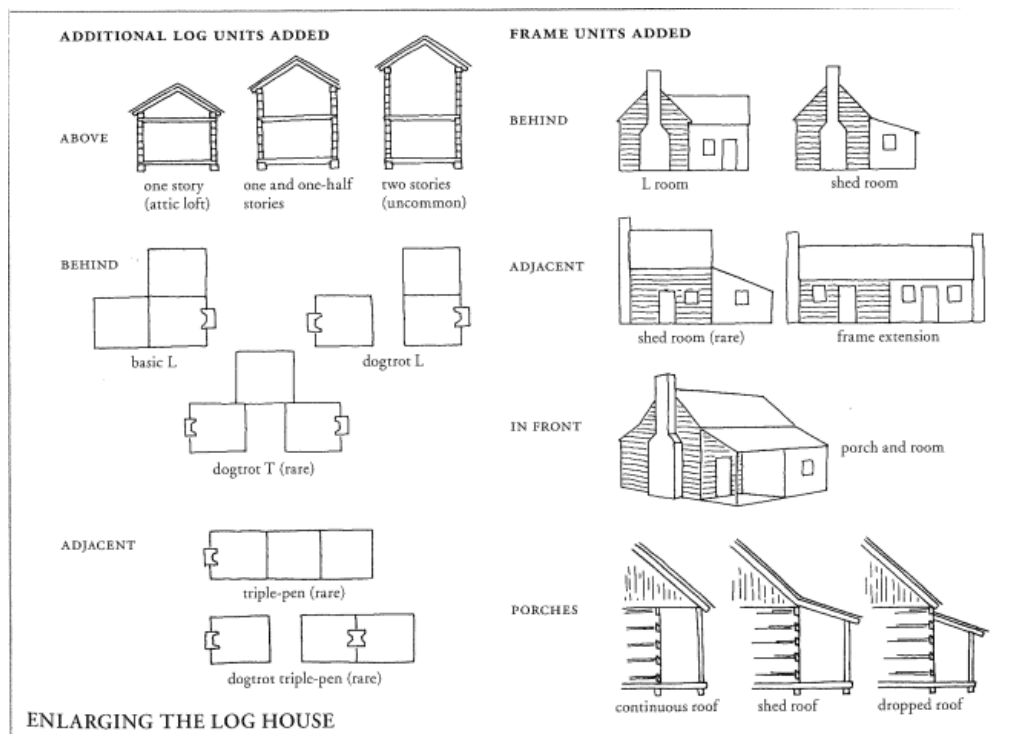 ADDITIONAL LOG UNITS ADDED
ABOVE
one story
(attic loft)
one and one-half
stories
two stories
(uncommon)
BEHIND
basic L
dogtrot L
dogtrot T (rare)
ADJACENT
triple-pen (rare)
dogtrot triple-pen (rare)
FRAME UNITS ADDED
BEHIND
L room
shed room
ADJACENT
shed room (rare)
frame extension
IN FRONT
porch and room
PORCHES
continuous roof
shed roof
dropped roof
ENLARGING THE LOG HOUSE